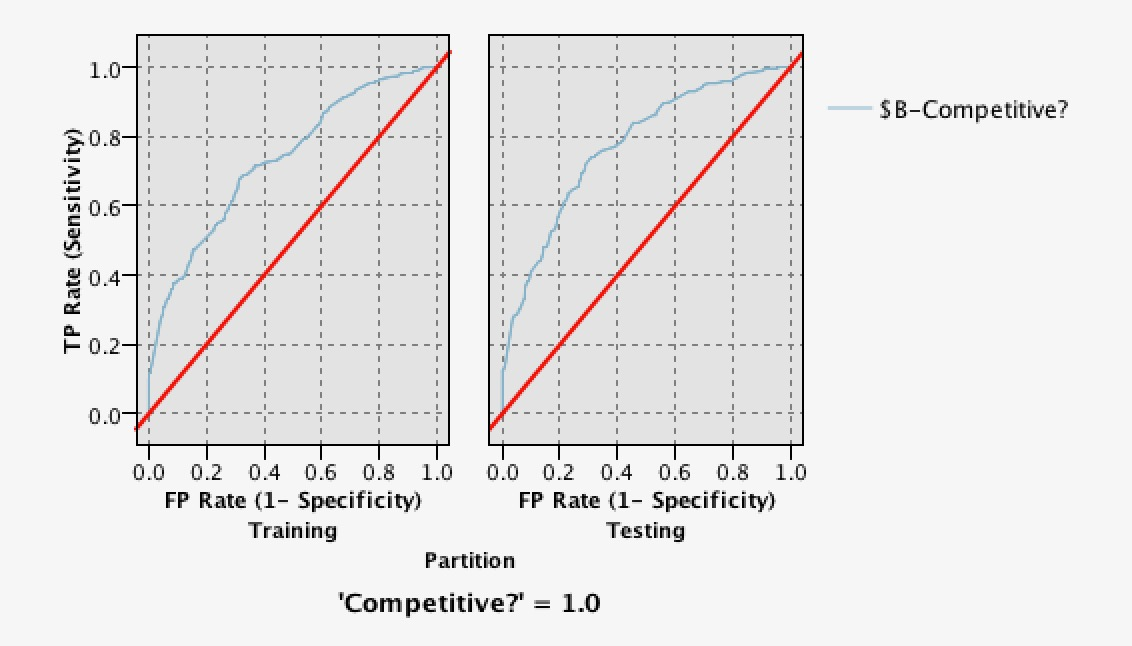 TP Rate (Sensitivity)
1.0
0.8
0.6
0.4
0.2
0.0
0.0 0.2 0.4 0.6 0.8 1.0
FP Rate (1- Specificity)
Training
0.0 0.2 0.4 0.6 0.8 1.0
FP Rate (1- Specificity)
Testing
Partition
'Competitive?' = 1.0
$B-Competitive?